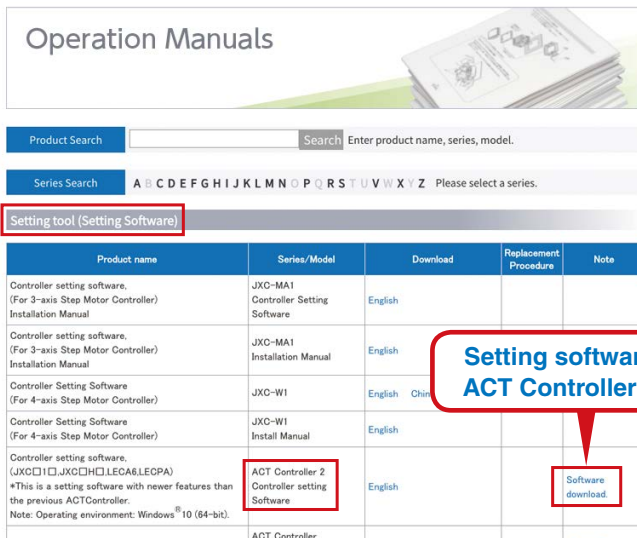 Operation Manuals
Product Search
Search
Enter product name, series, model.
Series Search
A B C D E F G H I J K L M N O P Q R S T U V W X Y Z
Please select a series.
Setting tool (Setting Software)
Product name
Series/Model
Download
Replacement
Procedure
Note
Controller setting software,
(For 3-axis Step Motor Controller)
Installation Manual
JXC-MA1
Controller Setting
Software
English
Controller setting software,
(For 3-axis Step Motor Controller)
Installation Manual
JXC-MA1
Installation Manual
English
Controller Setting Software
(For 4-axis Step Motor Controller)
JXC-W1
English
Controller Setting Software
(For 4-axis Step Motor Controller)
JXC-W1
Install Manual
English
Setting softwar
ACT Controller
Controller setting software,
(JXC□1□,JXC□H□,LECA6,LECPA)
*This is a setting software with newer features than
the previous ACTController.
Note: Operating environment: Windows®10 (64-bit).
ACT Controller 2
Controller setting
Software
English
Software
download.
ACT Controller